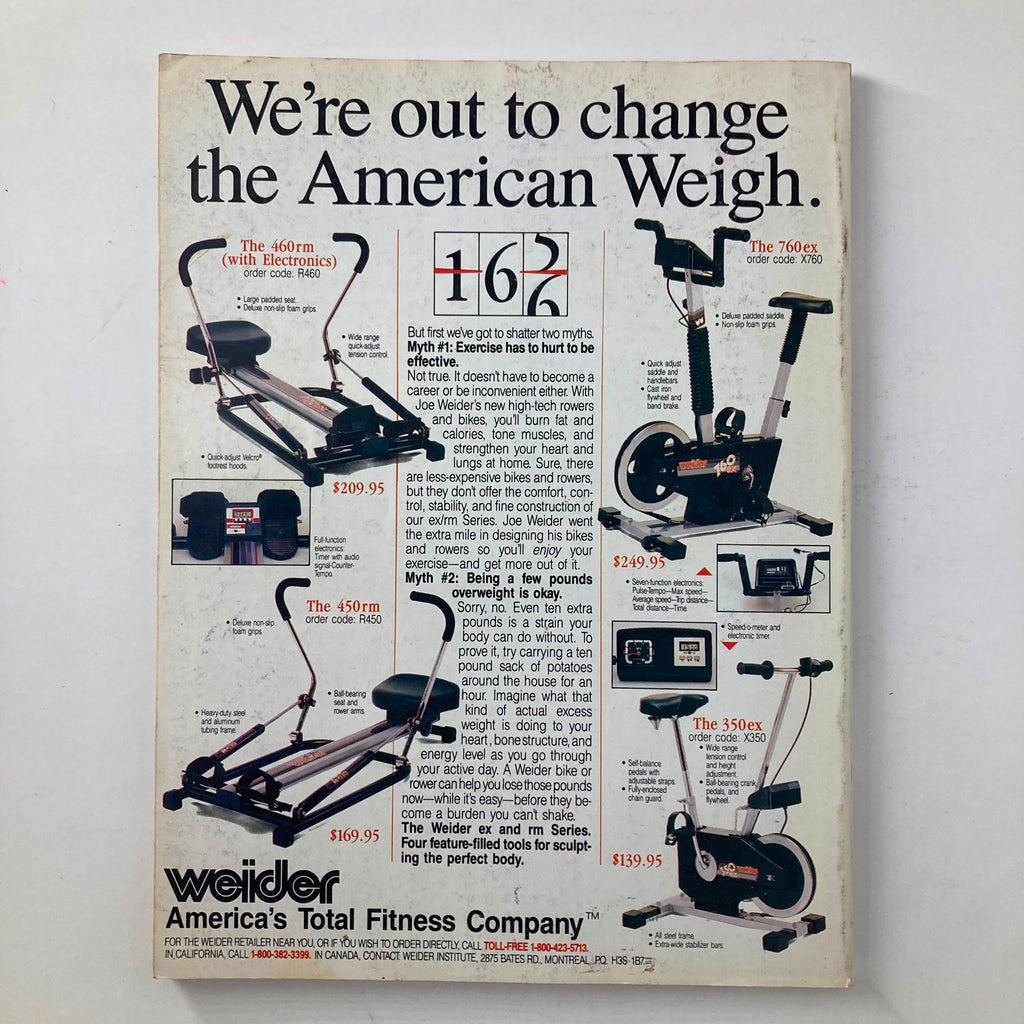 We're out to change
the American Weigh.
The 460rm
(with Electronics)
order code: R460
• Large padded seat.
• Deluxe non-slip foam grips.
• Wide range
quick-adjust
tension control.
• Quick-adjust Velcro®
footrest hoods.
$209.95
Full-function
electronics:
Timer with audio
signal-Counter-
Tempo.
The 450rm
order code: R450
• Deluxe non-slip
foam grips.
• Ball-bearing
seat and
rower arms.
• Heavy-duty steel
and aluminum
tubing frame.
$169.95
1 6 2
6
But first we've got to shatter two myths.
Myth #1: Exercise has to hurt to be
effective.
Not true. It doesn't have to become a
career or be inconvenient either. With
Joe Weider's new high-tech rowers
and bikes, you'll burn fat and
calories, tone muscles, and
strengthen your heart and
lungs at home. Sure, there
are less-expensive bikes and rowers,
but they don't offer the comfort, con-
trol, stability, and fine construction of
our ex/rm Series. Joe Weider went
the extra mile in designing his bikes
and rowers so you'll enjoy your
exercise—and get more out of it.
Myth #2: Being a few pounds
overweight is okay.
Sorry, no. Even ten extra
pounds is a strain your
body can do without. To
prove it, try carrying a ten
pound sack of potatoes
around the house for an
hour. Imagine what that
kind of actual excess
weight is doing to your
heart, bone structure, and
energy level as you go through
your active day. A Weider bike or
rower can help you lose those pounds
now—while it's easy—before they be-
come a burden you can't shake.
The Weider ex and rm Series.
Four feature-filled tools for sculpt-
ing the perfect body.
The 760ex
order code: X760
• Deluxe padded saddle.
• Non-slip foam grips.
• Quick adjust
saddle and
handlebars.
• Cast iron
flywheel and
band brake.
weider
760
ex
$249.95
• Seven-function electronics:
Pulse-Tempo—Max speed—
Average speed—Trip distance—
Total distance—Time.
• Speed-o-meter and
electronic timer.
The 350ex
order code: X350
• Wide range
tension control
and height
adjustment.
• Ball-bearing crank,
pedals, and
flywheel.
• Self-balance
pedals with
adjustable straps.
• Fully-enclosed
chain guard.
$139.95
• All steel frame.
• Extra-wide stabilizer bars.
weider
America's Total Fitness Company™
FOR THE WEIDER RETAILER NEAR YOU, OR IF YOU WISH TO ORDER DIRECTLY, CALL TOLL-FREE 1-800-423-5713.
IN CALIFORNIA, CALL 1-800-382-3399. IN CANADA, CONTACT: WEIDER INSTITUTE, 2875 BATES RD., MONTREAL, PQ. H3S 1B7.